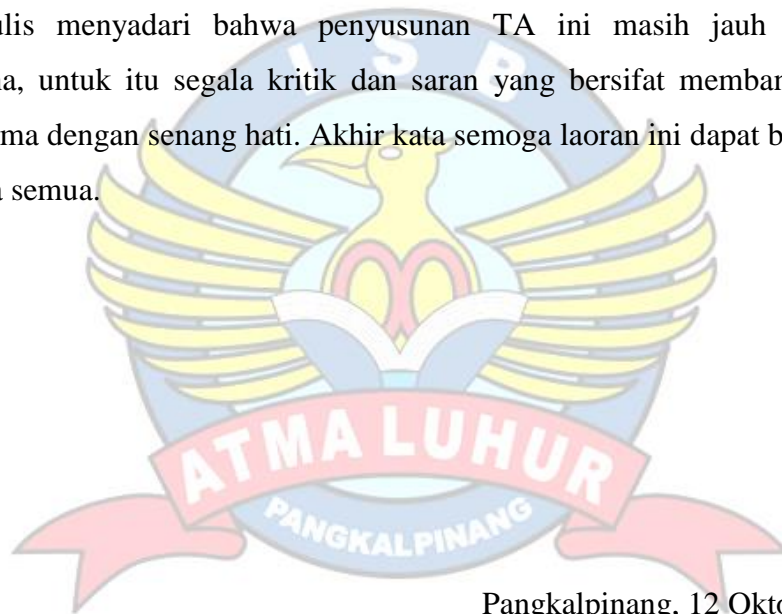 ulis menyadari bahwa penyusunan TA ini masih jauh
na, untuk itu segala kritik dan saran yang bersifat memban
ma dengan senang hati. Akhir kata semoga laoran ini dapat b
a semua.
I S B
ATMA LUHUR
PANGKALPINANG
Pangkalpinang, 12 Okto